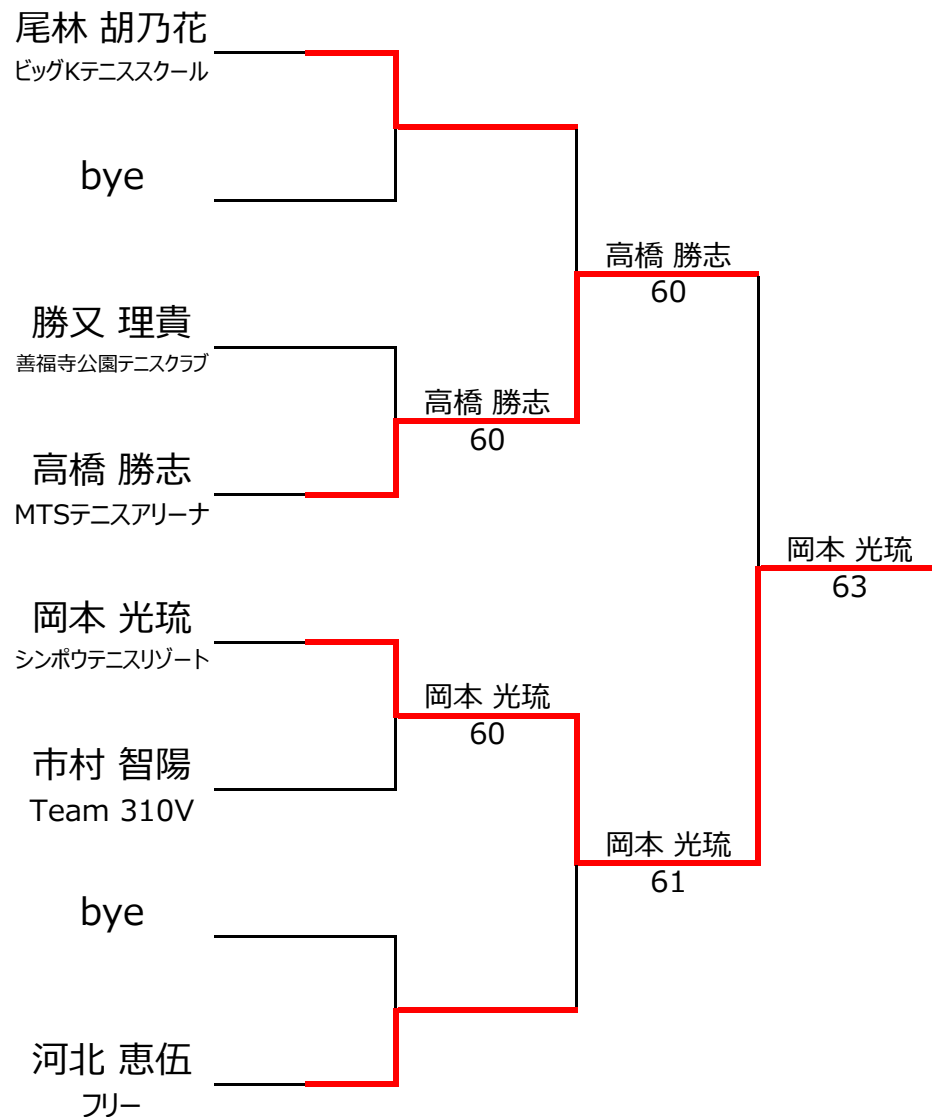 尾林 胡乃花
ビッグKテニススクール
bye
高橋 勝志
60
勝又 理貴
善福寺公園テニスクラブ
高橋 勝志
60
高橋 勝志
MTSテニスアリーナ
岡本 光琉
63
岡本 光琉
シンポウテニスリゾート
岡本 光琉
60
市村 智陽
Team 310V
岡本 光琉
61
bye
河北 恵伍
フリー